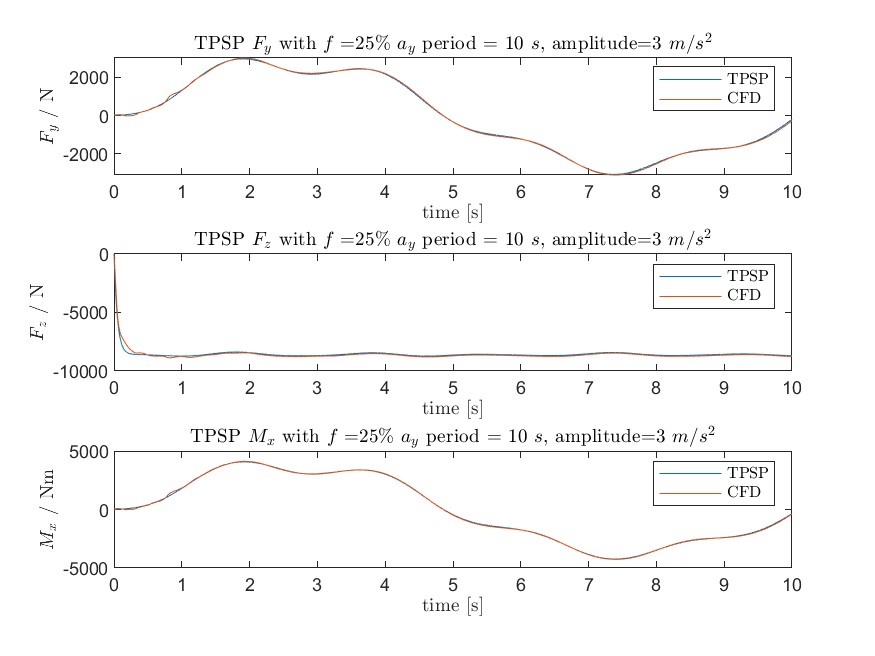 TPSP F_y with f =25% a_y period = 10 s, amplitude=3 m/s²
2000
0
-2000
F_y / N
TPSP
CFD
0 1 2 3 4 5 6 7 8 9 10
time [s]
TPSP F_z with f =25% a_y period = 10 s, amplitude=3 m/s²
0
-5000
-10000
F_z / N
TPSP
CFD
0 1 2 3 4 5 6 7 8 9 10
time [s]
TPSP M_x with f =25% a_y period = 10 s, amplitude=3 m/s²
5000
0
-5000
M_x / Nm
TPSP
CFD
0 1 2 3 4 5 6 7 8 9 10
time [s]